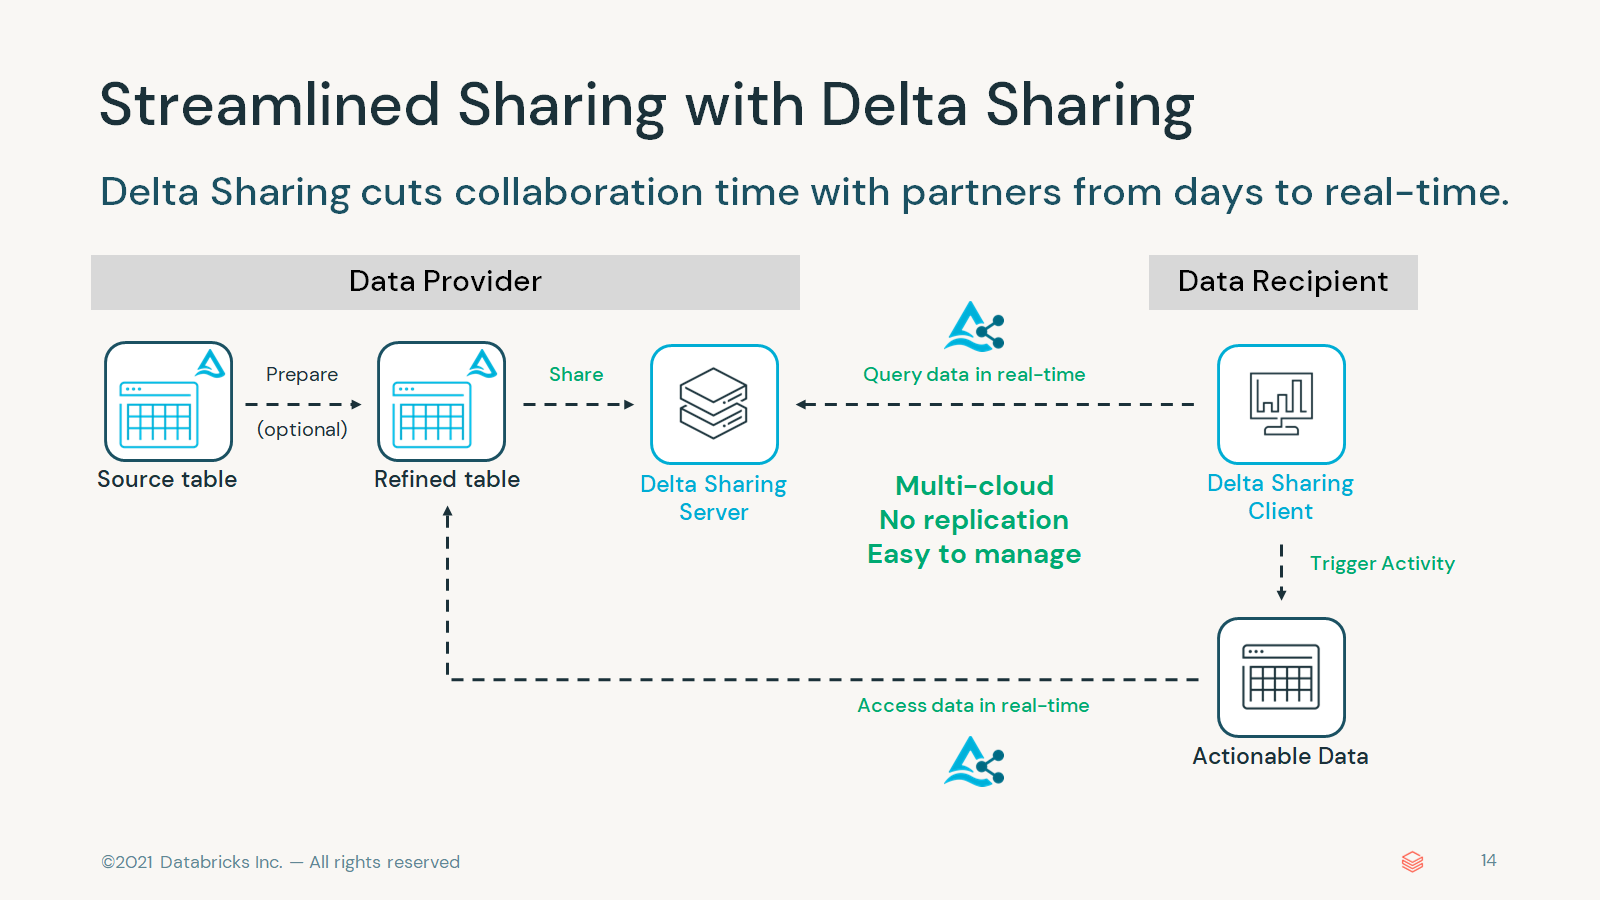 Streamlined Sharing with Delta Sharing
Delta Sharing cuts collaboration time with partners from days to real-time.
Data Provider
Data Recipient
Prepare
(optional)
Share
Query data in real-time
Source table
Refined table
Delta Sharing
Server
Multi-cloud
No replication
Easy to manage
Delta Sharing
Client
Trigger Activity
Access data in real-time
Actionable Data
©2021 Databricks Inc. — All rights reserved
14